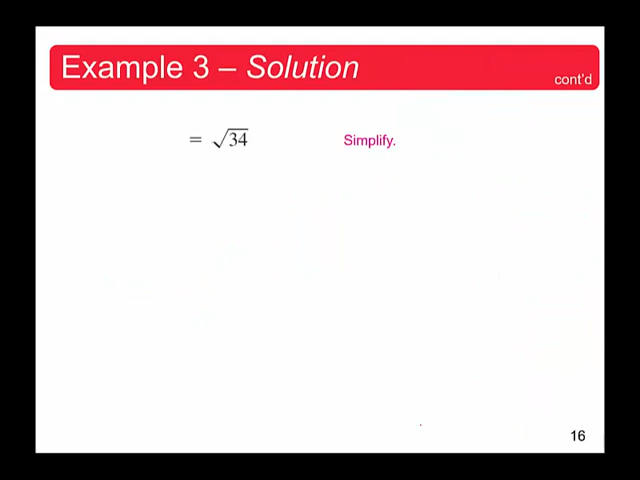 Example 3 – Solution
cont'd
= √34 Simplify.
16